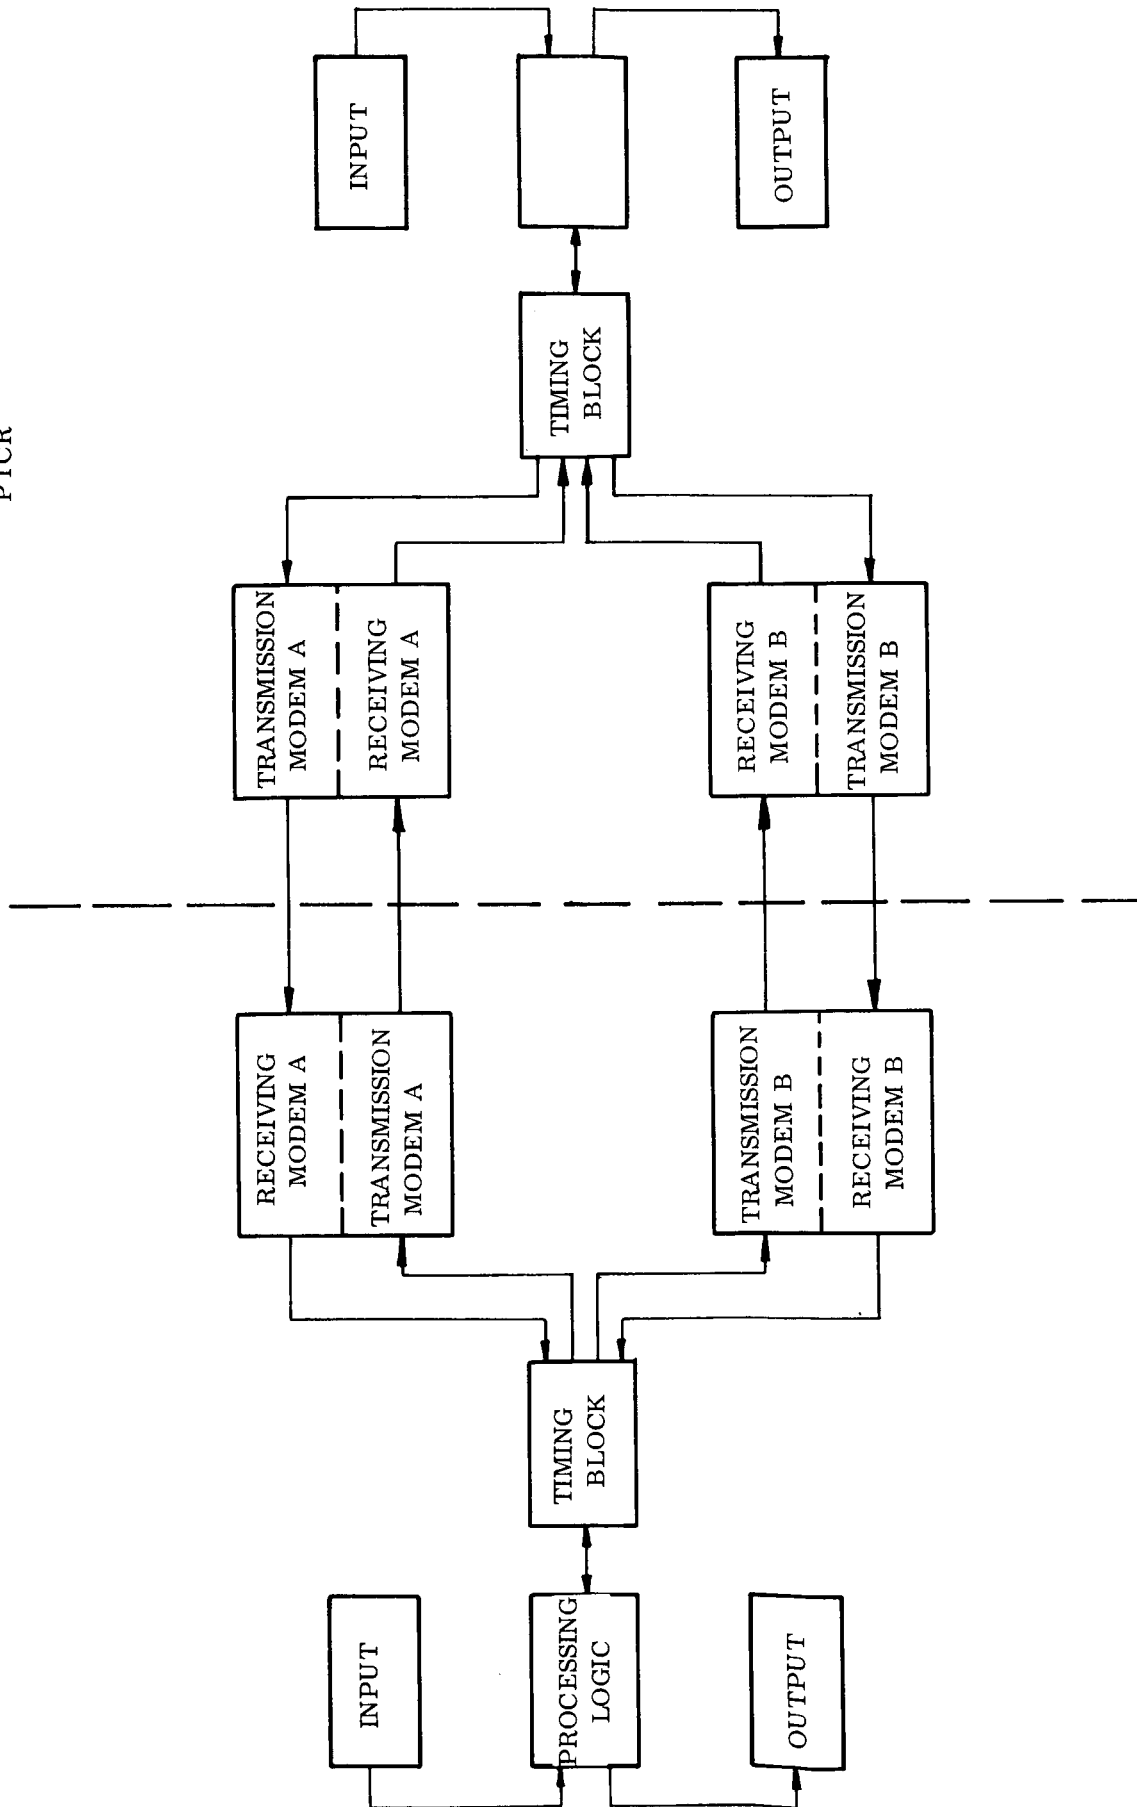 RECEIVING
MODEM A
TRANSMISSION
MODEM A
TRANSMISSION
MODEM A
RECEIVING
MODEM A
INPUT
INPUT
PROCESSING
LOGIC
TIMING
BLOCK
TIMING
BLOCK
TRANSMISSION
MODEM B
RECEIVING
MODEM B
RECEIVING
MODEM B
TRANSMISSION
MODEM B
OUTPUT
OUTPUT